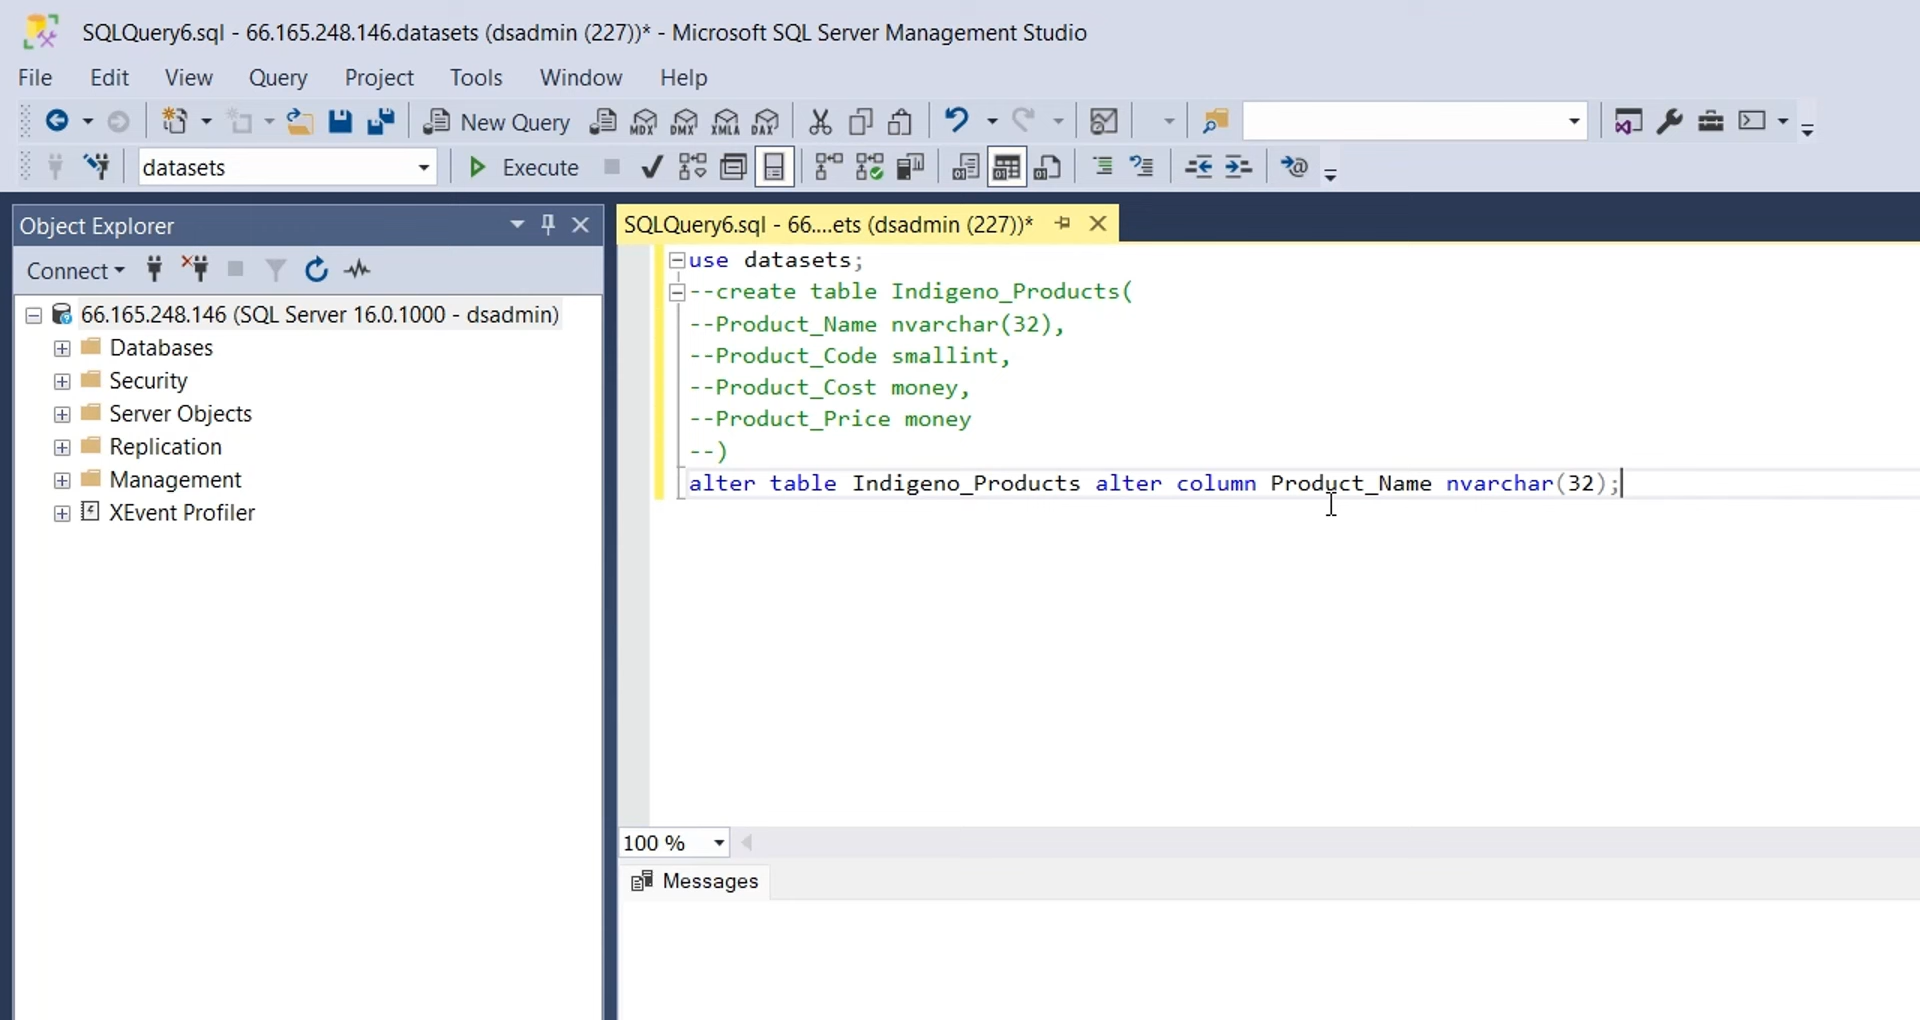 SQLQuery6.sql - 66.165.248.146.datasets (dsadmin (227))* - Microsoft SQL Server Management Studio
File Edit View Query Project Tools Window Help
New Query MDX DMX XMLA DAX
datasets Execute
Object Explorer
Connect
66.165.248.146 (SQL Server 16.0.1000 - dsadmin)
Databases
Security
Server Objects
Replication
Management
XEvent Profiler
SQLQuery6.sql - 66....ets (dsadmin (227))*
use datasets;
--create table Indigeno_Products(
--Product_Name nvarchar(32),
--Product_Code smallint,
--Product_Cost money,
--Product_Price money
--)
alter table Indigeno_Products alter column Product_Name nvarchar(32);
100 %
Messages